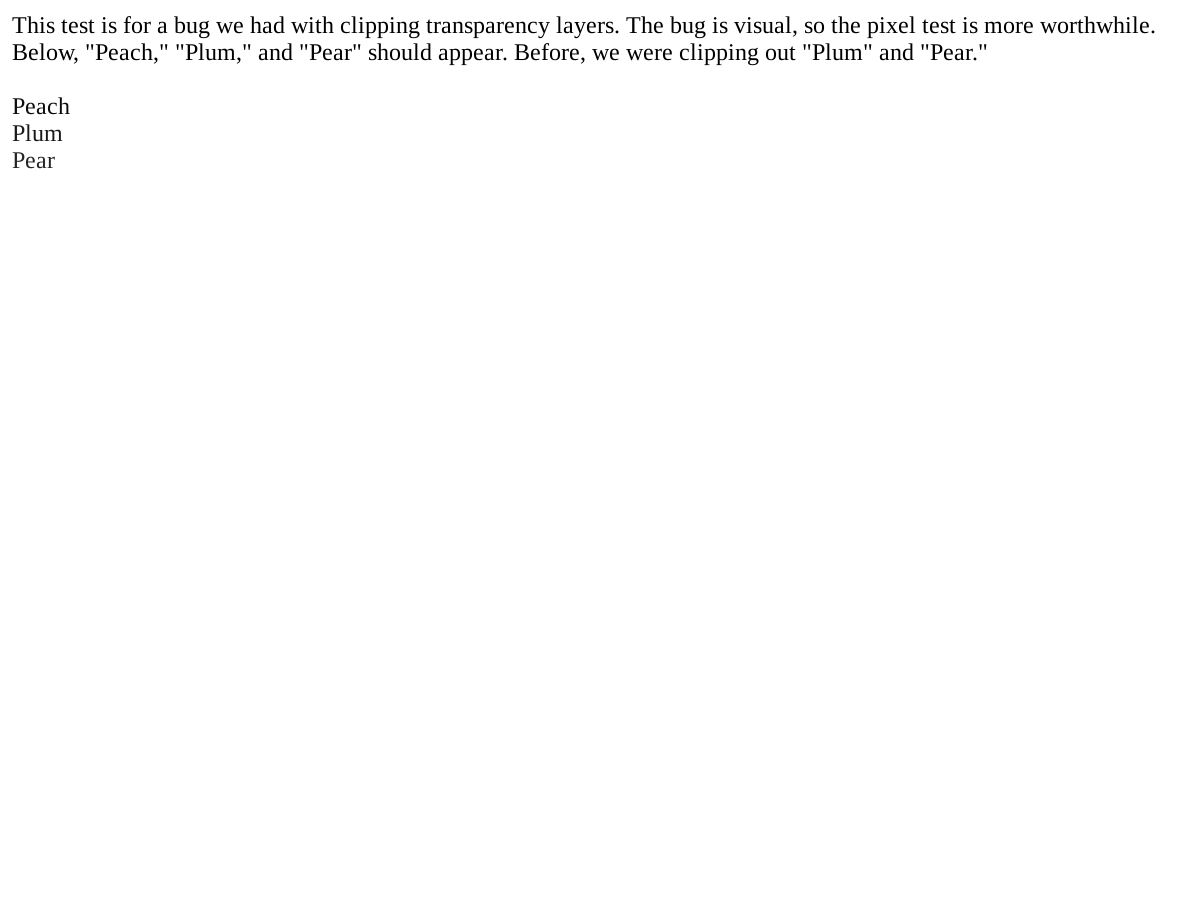 This test is for a bug we had with clipping transparency layers. The bug is visual, so the pixel test is more worthwhile.
Below, "Peach," "Plum," and "Pear" should appear. Before, we were clipping out "Plum" and "Pear."
Peach
Plum
Pear